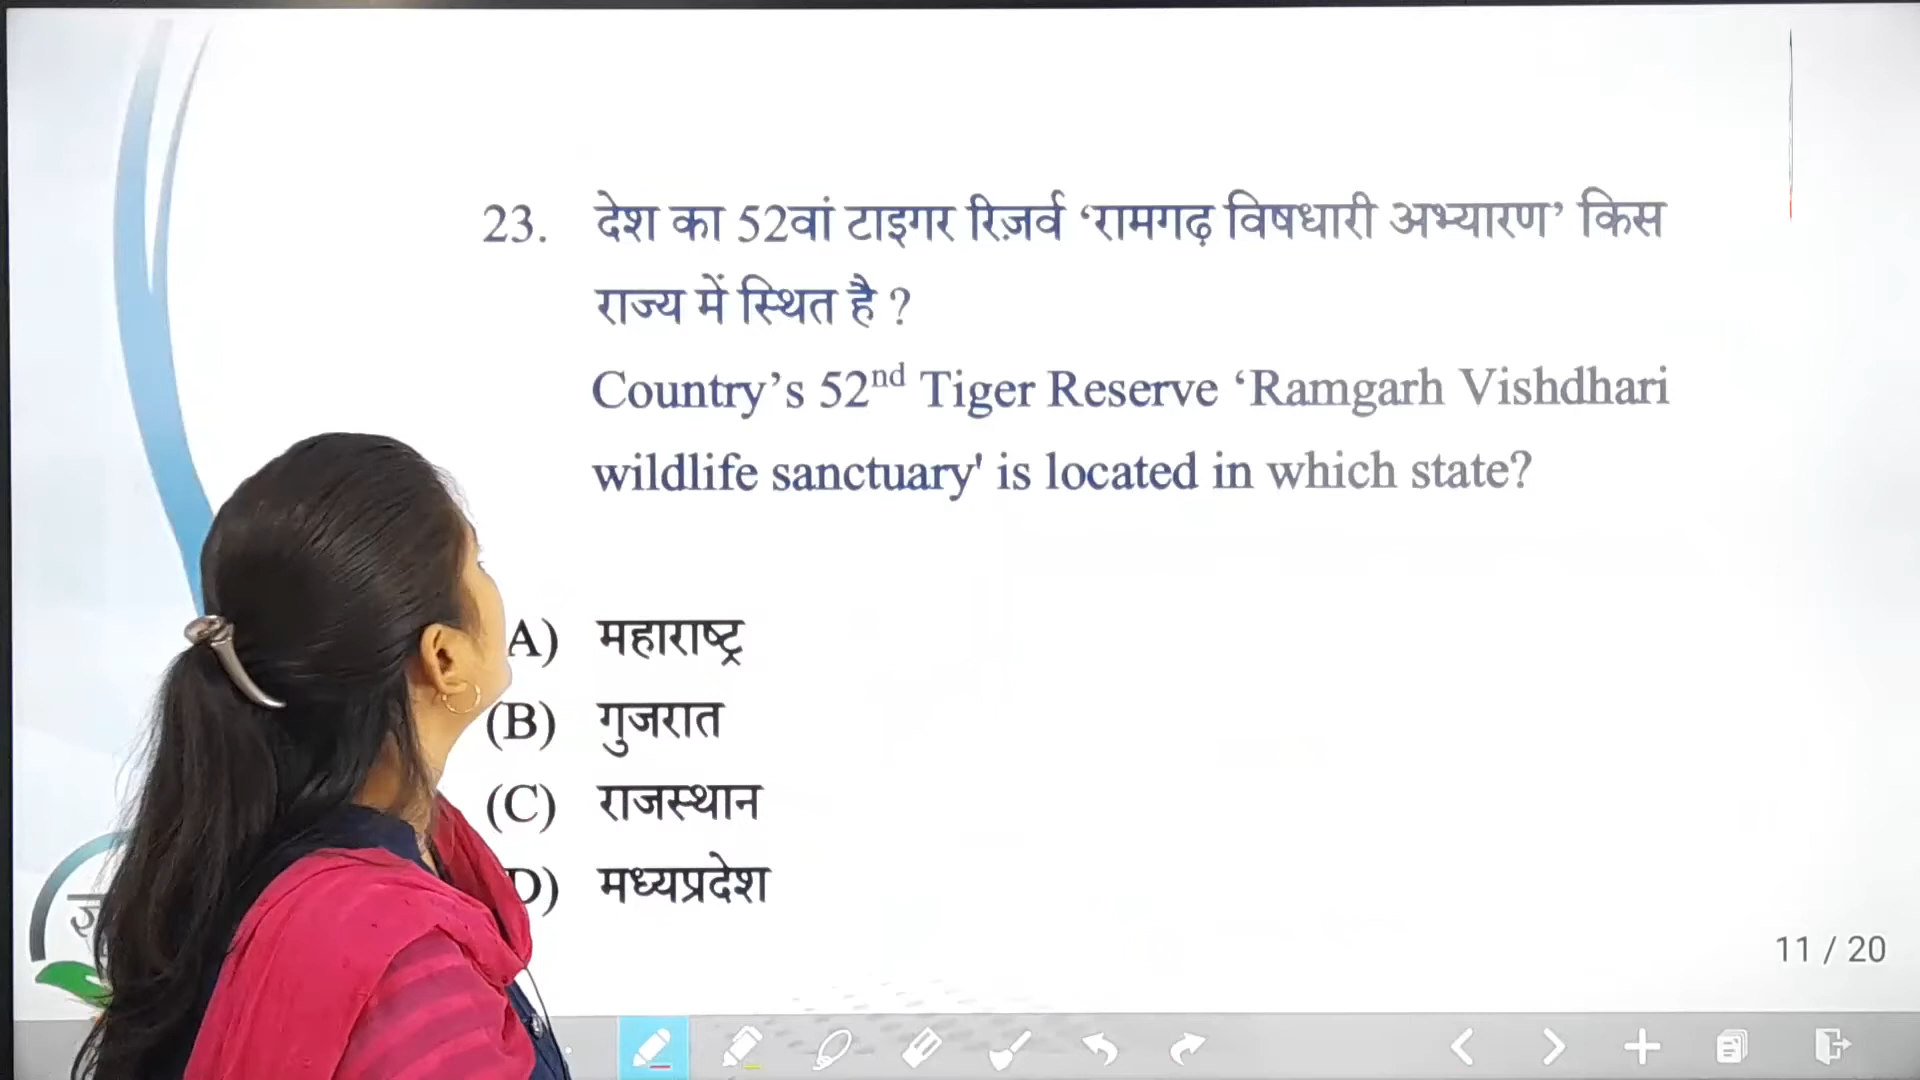 23. देश का 52वां टाइगर रिज़र्व ‘रामगढ़ विषधारी अभ्यारण’ किस
राज्य में स्थित है ?
Country’s 52nd Tiger Reserve ‘Ramgarh Vishdhari
wildlife sanctuary' is located in which state?
A) महाराष्ट्र
(B) गुजरात
(C) राजस्थान
D) मध्यप्रदेश
11 / 20